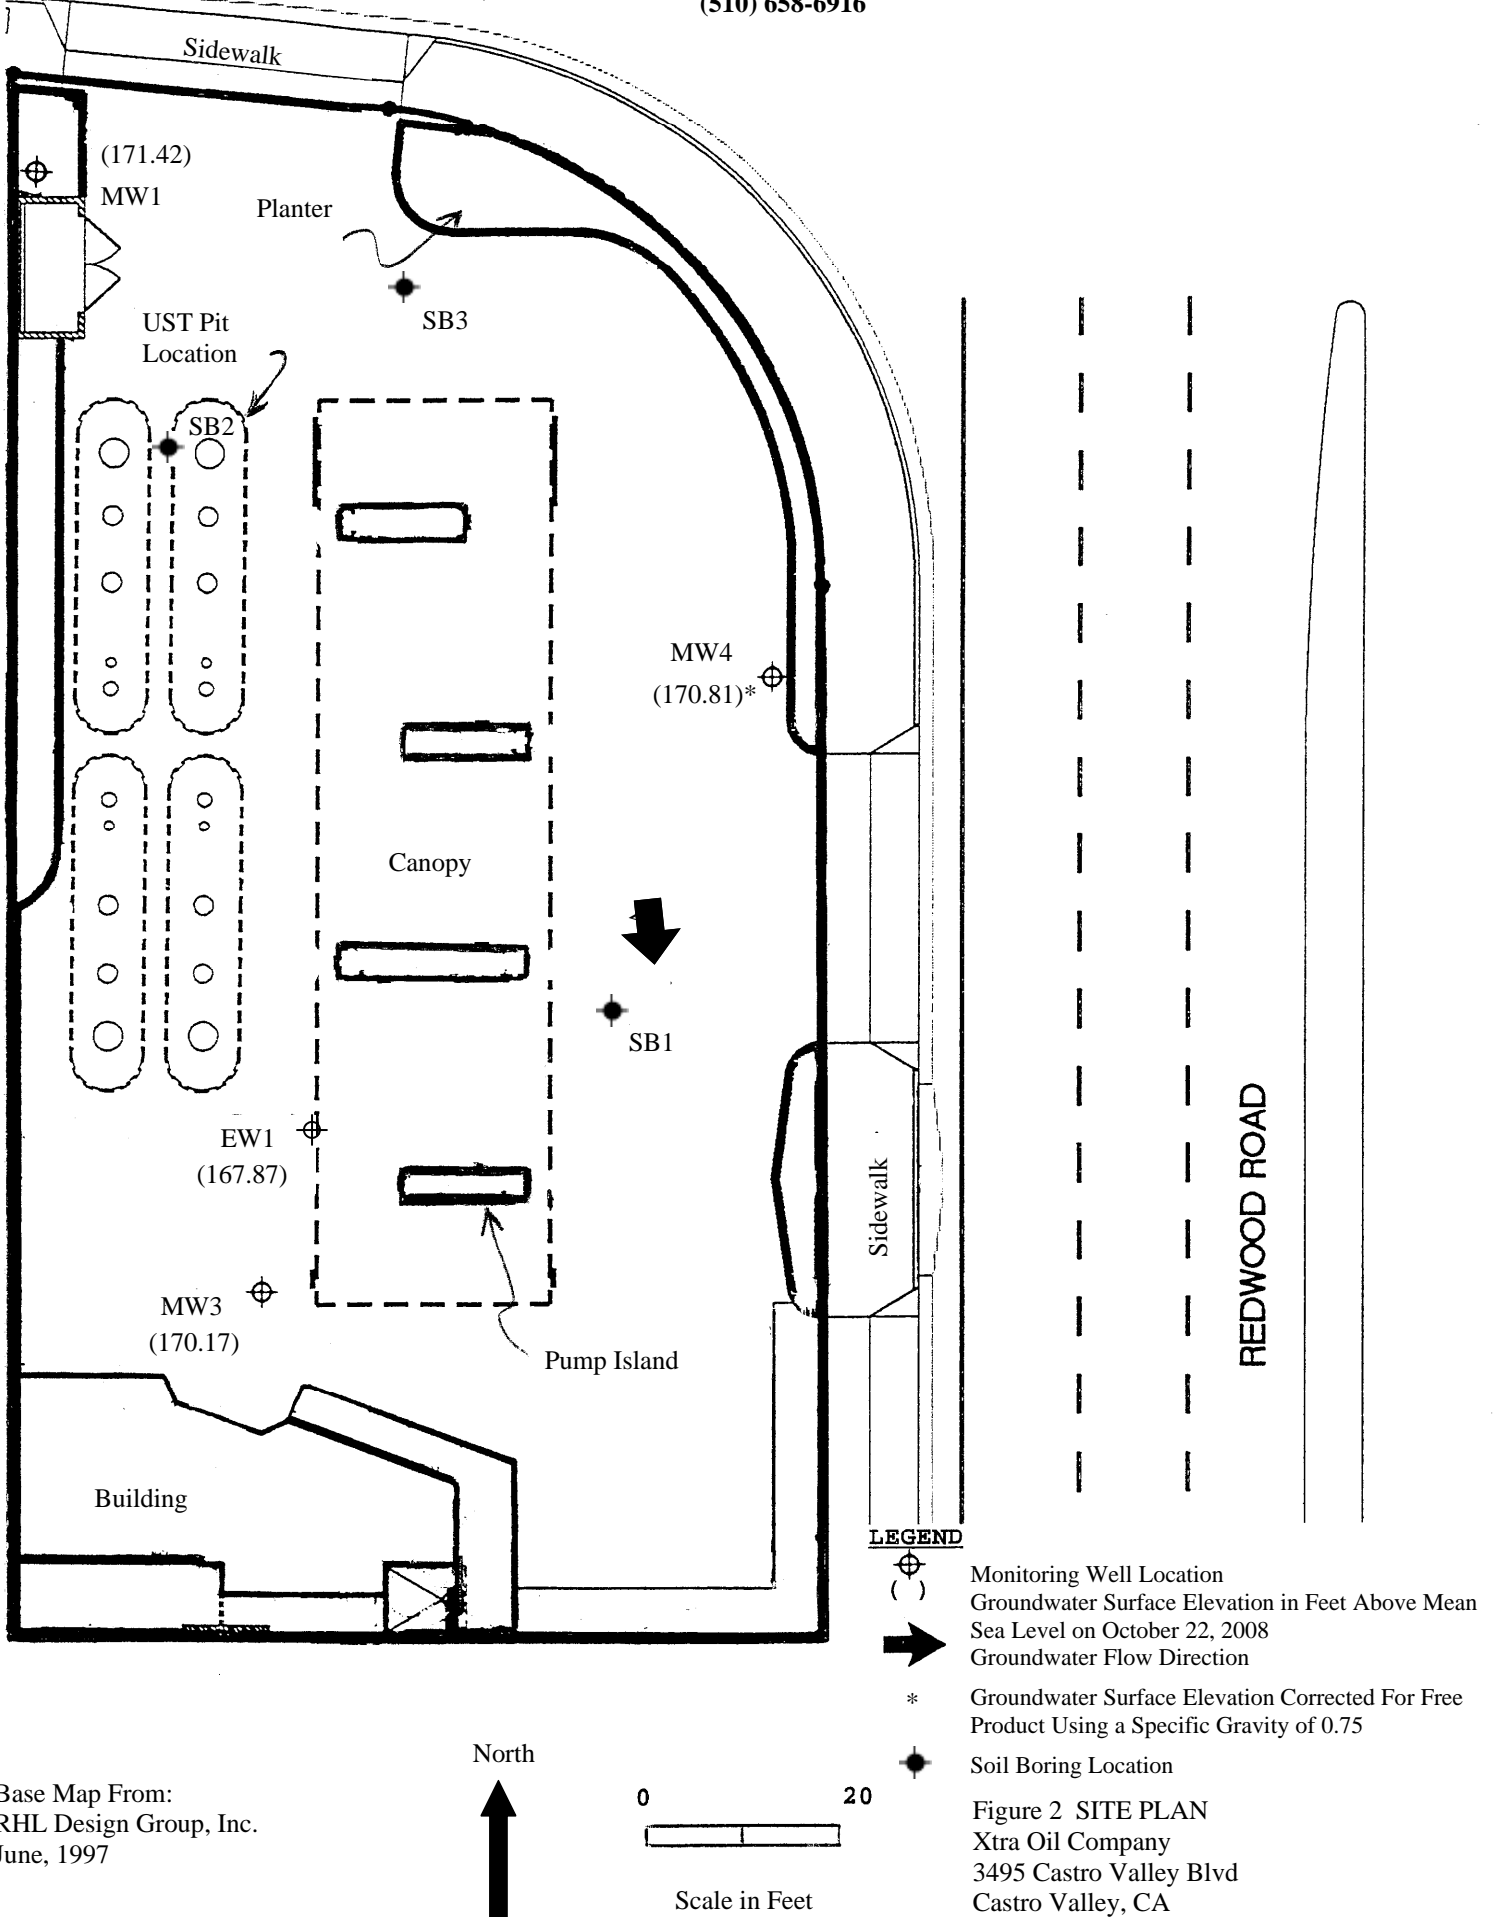 (510) 658-6916
Sidewalk
(171.42)
MW1
Planter
SB3
UST Pit
Location
SB2
MW4
(170.81)*
Canopy
SB1
EW1
(167.87)
Sidewalk
REDWOOD ROAD
MW3
(170.17)
Pump Island
Building
LEGEND
Monitoring Well Location
( ) Groundwater Surface Elevation in Feet Above Mean
Sea Level on October 22, 2008
Groundwater Flow Direction
* Groundwater Surface Elevation Corrected For Free
Product Using a Specific Gravity of 0.75
Soil Boring Location
North
0 20
Scale in Feet
Base Map From:
RHL Design Group, Inc.
June, 1997
Figure 2 SITE PLAN
Xtra Oil Company
3495 Castro Valley Blvd
Castro Valley, CA